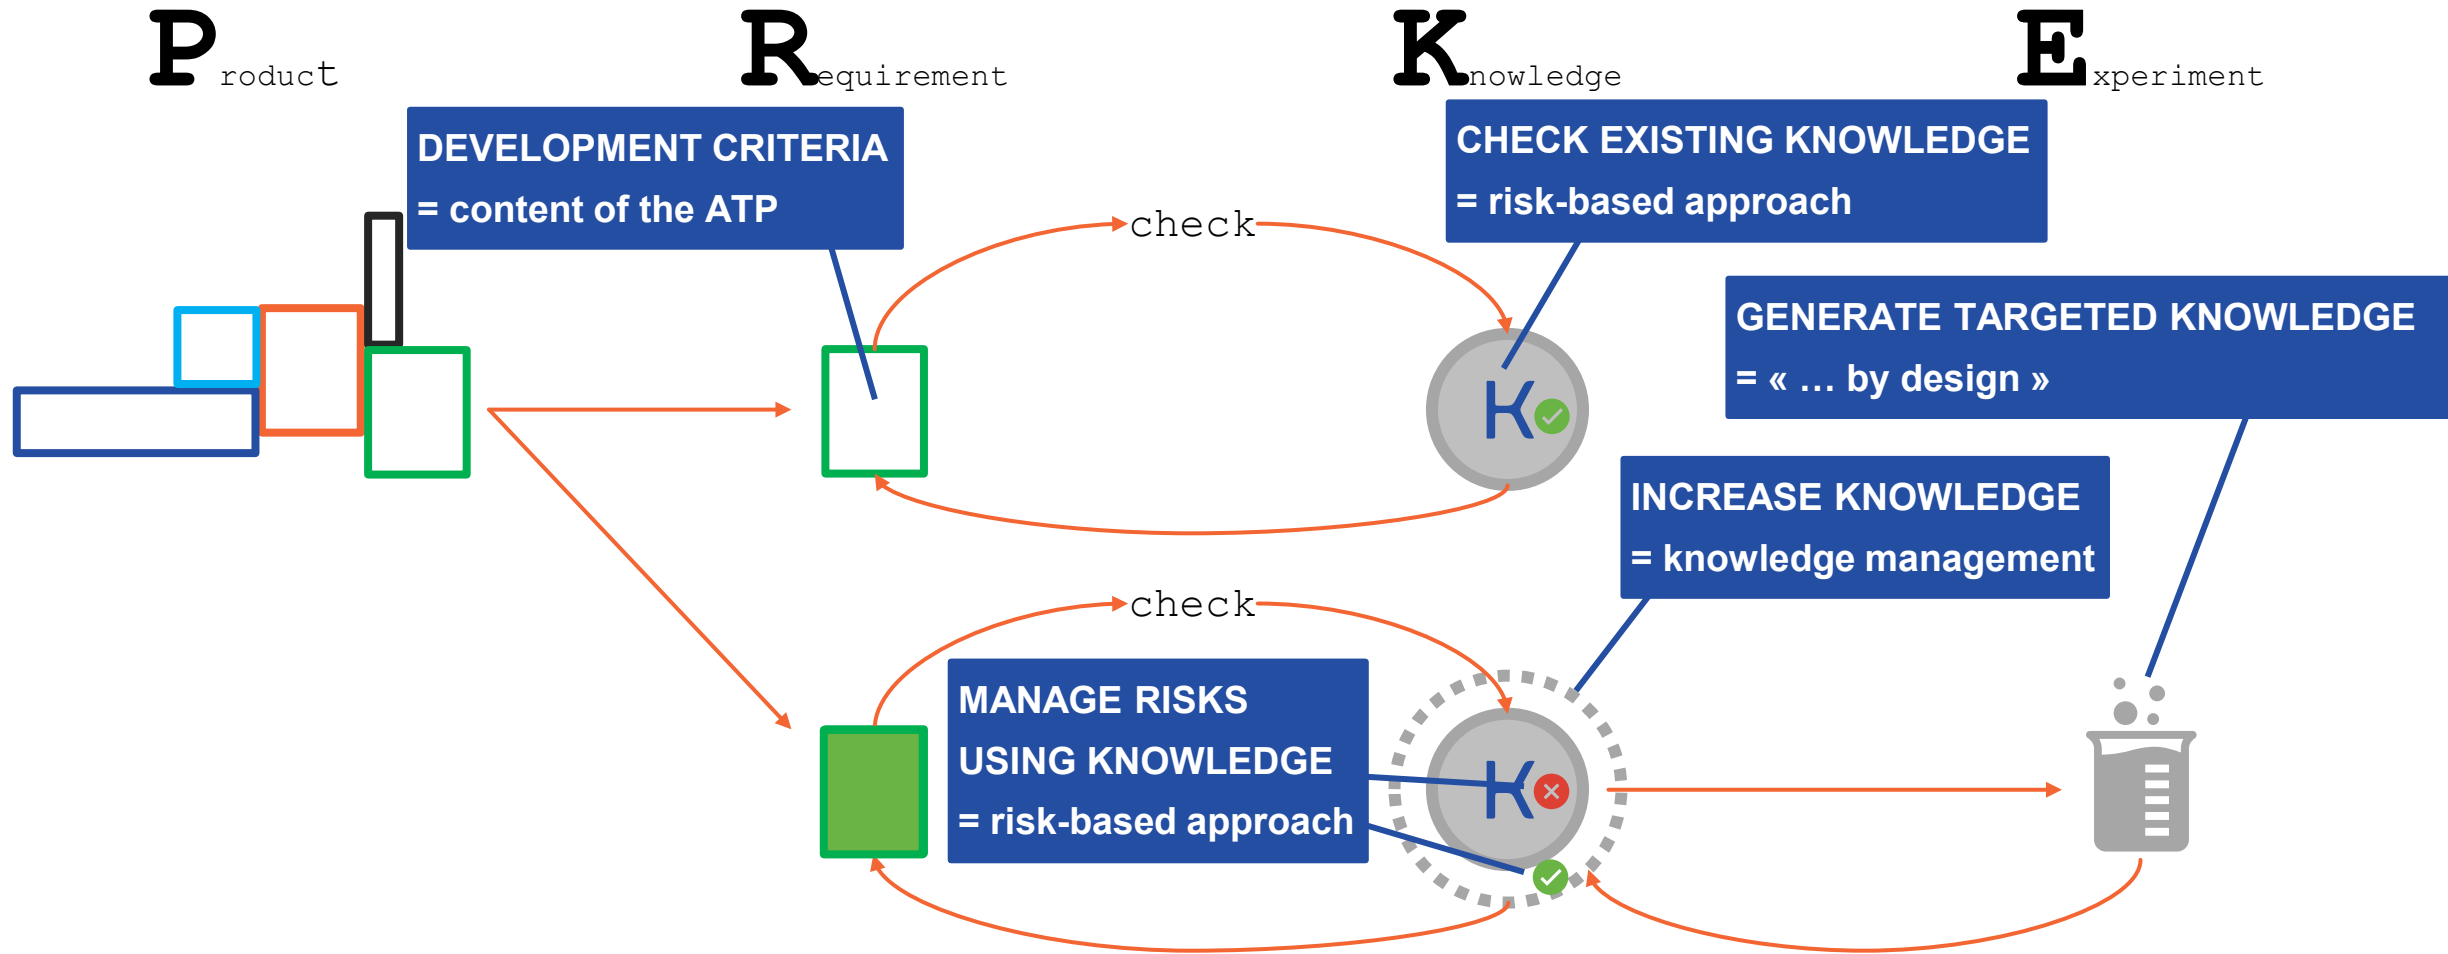 Product
Requirement
Knowledge
Experiment
DEVELOPMENT CRITERIA
= content of the ATP
check
CHECK EXISTING KNOWLEDGE
= risk-based approach
GENERATE TARGETED KNOWLEDGE
= « … by design »
K
INCREASE KNOWLEDGE
= knowledge management
check
MANAGE RISKS
USING KNOWLEDGE
= risk-based approach
K